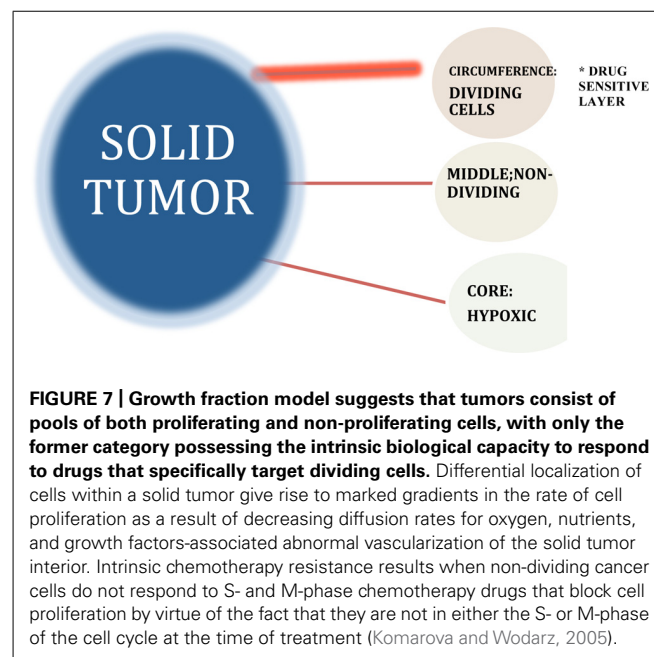 SOLID
TUMOR
CIRCUMFERENCE:
DIVIDING
CELLS
* DRUG
SENSITIVE
LAYER
MIDDLE;NON-
DIVIDING
CORE:
HYPOXIC
FIGURE 7 | Growth fraction model suggests that tumors consist of
pools of both proliferating and non-proliferating cells, with only the
former category possessing the intrinsic biological capacity to respond
to drugs that specifically target dividing cells. Differential localization of
cells within a solid tumor give rise to marked gradients in the rate of cell
proliferation as a result of decreasing diffusion rates for oxygen, nutrients,
and growth factors-associated abnormal vascularization of the solid tumor
interior. Intrinsic chemotherapy resistance results when non-dividing cancer
cells do not respond to S- and M-phase chemotherapy drugs that block cell
proliferation by virtue of the fact that they are not in either the S- or M-phase
of the cell cycle at the time of treatment (Komarova and Wodarz, 2005).